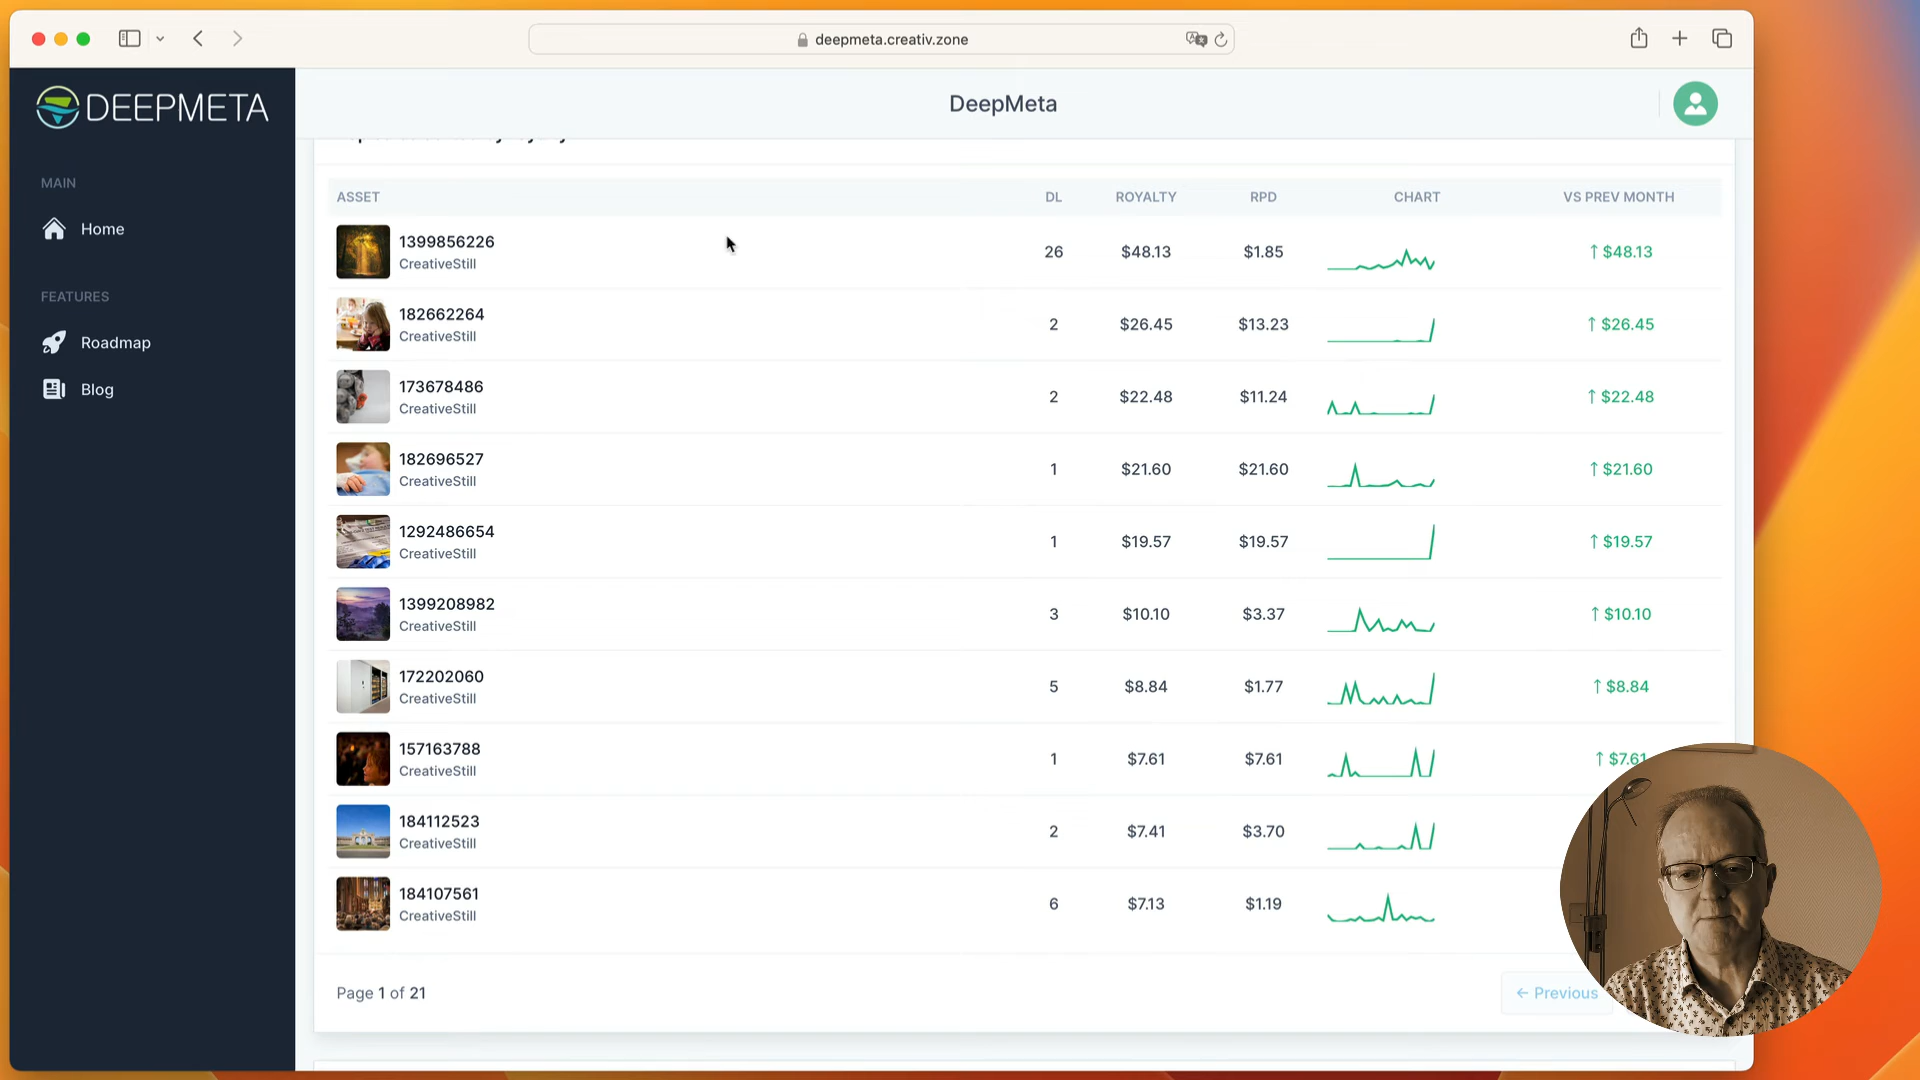 deepmeta.creativ.zone
DEEPMETA
DeepMeta
MAIN
Home
FEATURES
Roadmap
Blog
ASSET DL ROYALTY RPD CHART VS PREV MONTH
1399856226
CreativeStill
26 $48.13 $1.85 ↑ $48.13
182662264
CreativeStill
2 $26.45 $13.23 ↑ $26.45
173678486
CreativeStill
2 $22.48 $11.24 ↑ $22.48
182696527
CreativeStill
1 $21.60 $21.60 ↑ $21.60
1292486654
CreativeStill
1 $19.57 $19.57 ↑ $19.57
1399208982
CreativeStill
3 $10.10 $3.37 ↑ $10.10
172202060
CreativeStill
5 $8.84 $1.77 ↑ $8.84
157163788
CreativeStill
1 $7.61 $7.61 ↑ $7.61
184112523
CreativeStill
2 $7.41 $3.70
184107561
CreativeStill
6 $7.13 $1.19
Page 1 of 21
← Previous